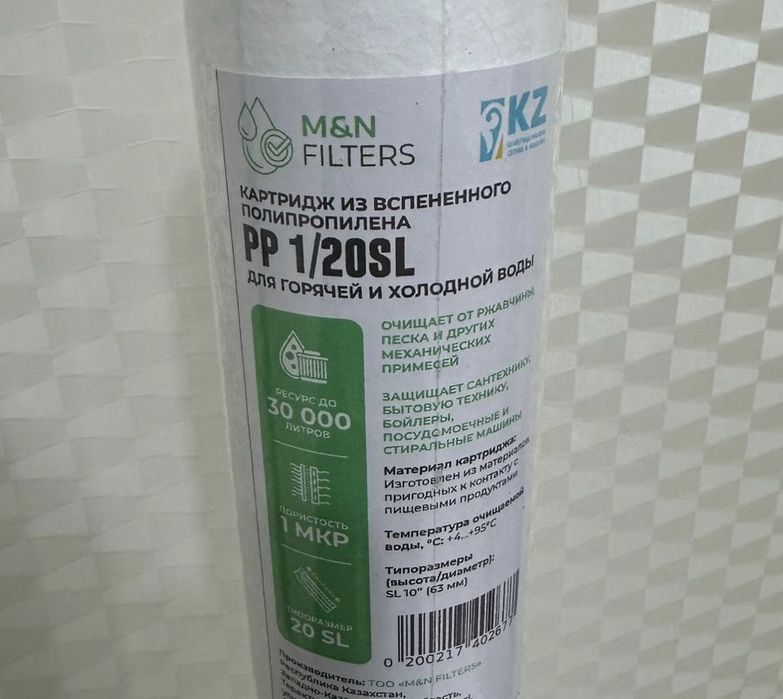 M&N
FILTERS
KZ
КАРТРИДЖ ИЗ ВСПЕНЕННОГО
ПОЛИПРОПИЛЕНА
PP 1/20SL
ДЛЯ ГОРЯЧЕЙ И ХОЛОДНОЙ ВОДЫ
РЕСУРС ДО
30 000
ЛИТРОВ
ПОРИСТОСТЬ
1 МКР
ТИПОРАЗМЕР
20 SL
ОЧИЩАЕТ ОТ РЖАВЧИНЫ,
ПЕСКА И ДРУГИХ
МЕХАНИЧЕСКИХ
ПРИМЕСЕЙ
ЗАЩИЩАЕТ САНТЕХНИКУ,
БЫТОВУЮ ТЕХНИКУ,
БОЙЛЕРЫ,
ПОСУДОМОЕЧНЫЕ И
СТИРАЛЬНЫЕ МАШИНЫ
Материал картриджа:
Изготовлен из материалов
пригодных к контакту с
пищевыми продуктами
Температура очищаемой
воды, °C: +4...+95°C
Типоразмеры
(высота/диаметр):
SL 10" (63 мм)
0 200217 402677
Производитель: ТОО «M&N FILTERS»
Республика Казахстан,